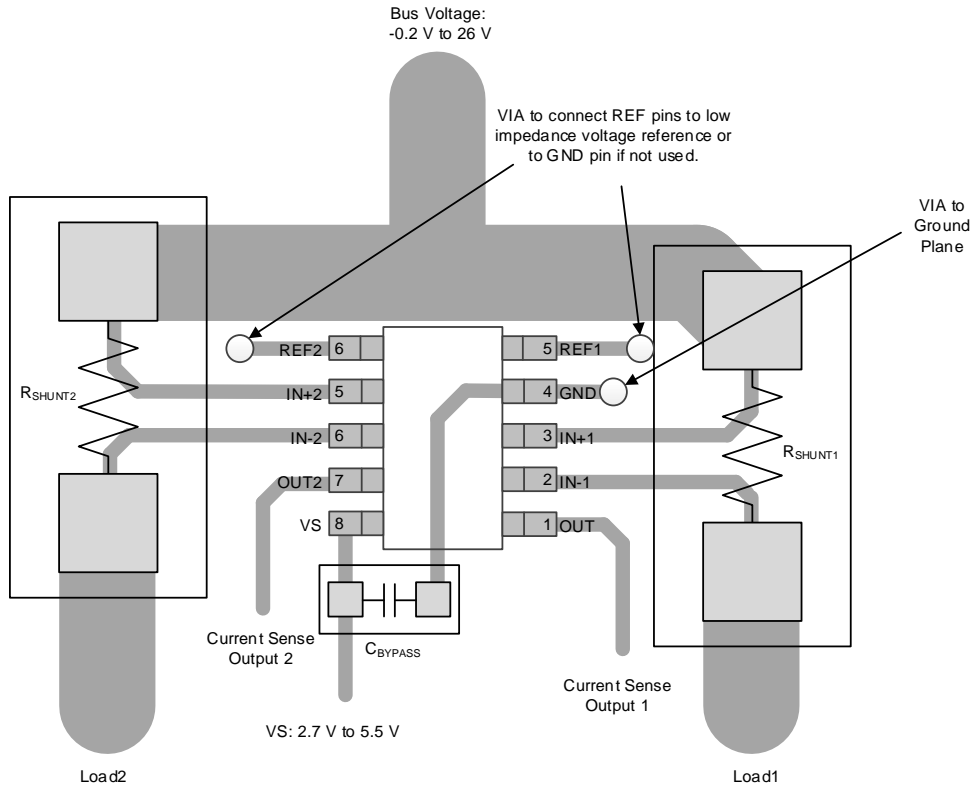 Bus Voltage:
-0.2 V to 26 V
VIA to connect REF pins to low
impedance voltage reference or
to GND pin if not used.
VIA to
Ground
Plane
REF2 6
5 REF1
IN+2 5
4 GND
RSHUNT2
IN-2 6
3 IN+1
RSHUNT1
OUT2 7
2 IN-1
VS 8
1 OUT
CBYPASS
Current Sense
Output 2
Current Sense
Output 1
VS: 2.7 V to 5.5 V
Load2
Load1